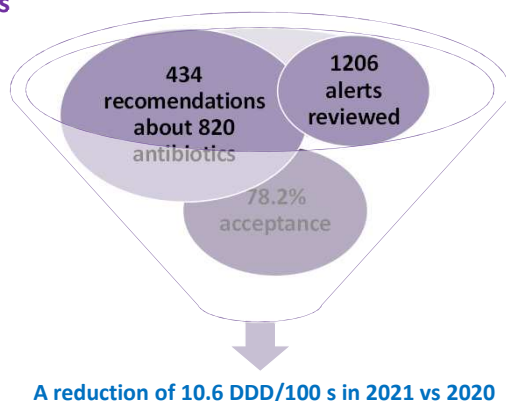 s
434
recomendations
about 820
antibiotics
1206
alerts
reviewed
78.2%
acceptance
A reduction of 10.6 DDD/100 s in 2021 vs 2020